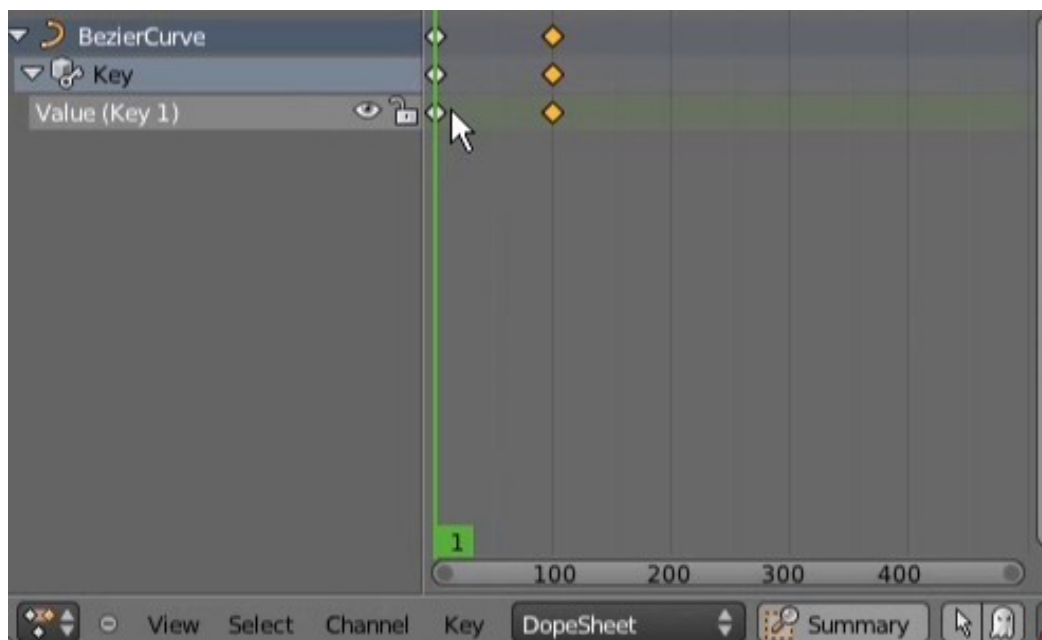 BezierCurve
Key
Value (Key 1)
1
100 200 300 400
View Select Channel Key DopeSheet Summary